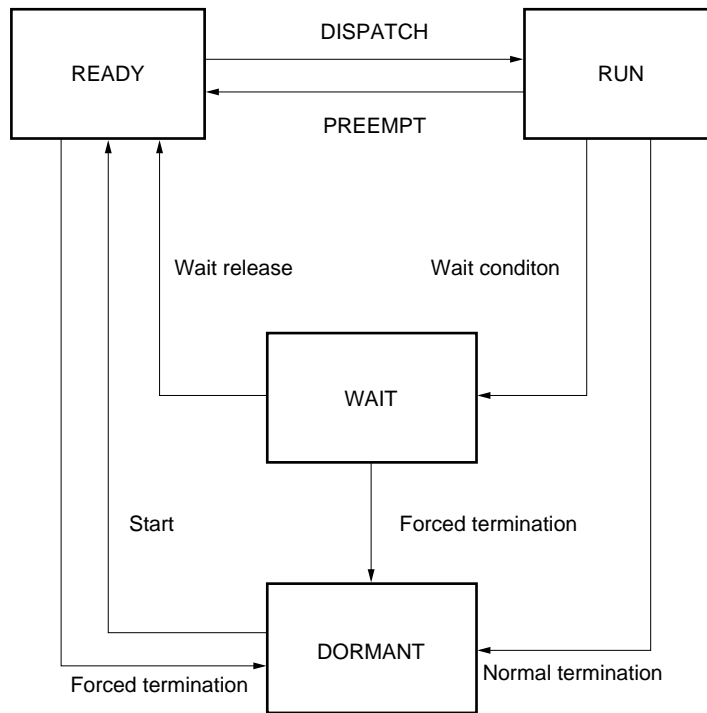 DISPATCH
READY
RUN
PREEMPT
Wait release
Wait conditon
WAIT
Start
Forced termination
DORMANT
Normal termination
Forced termination